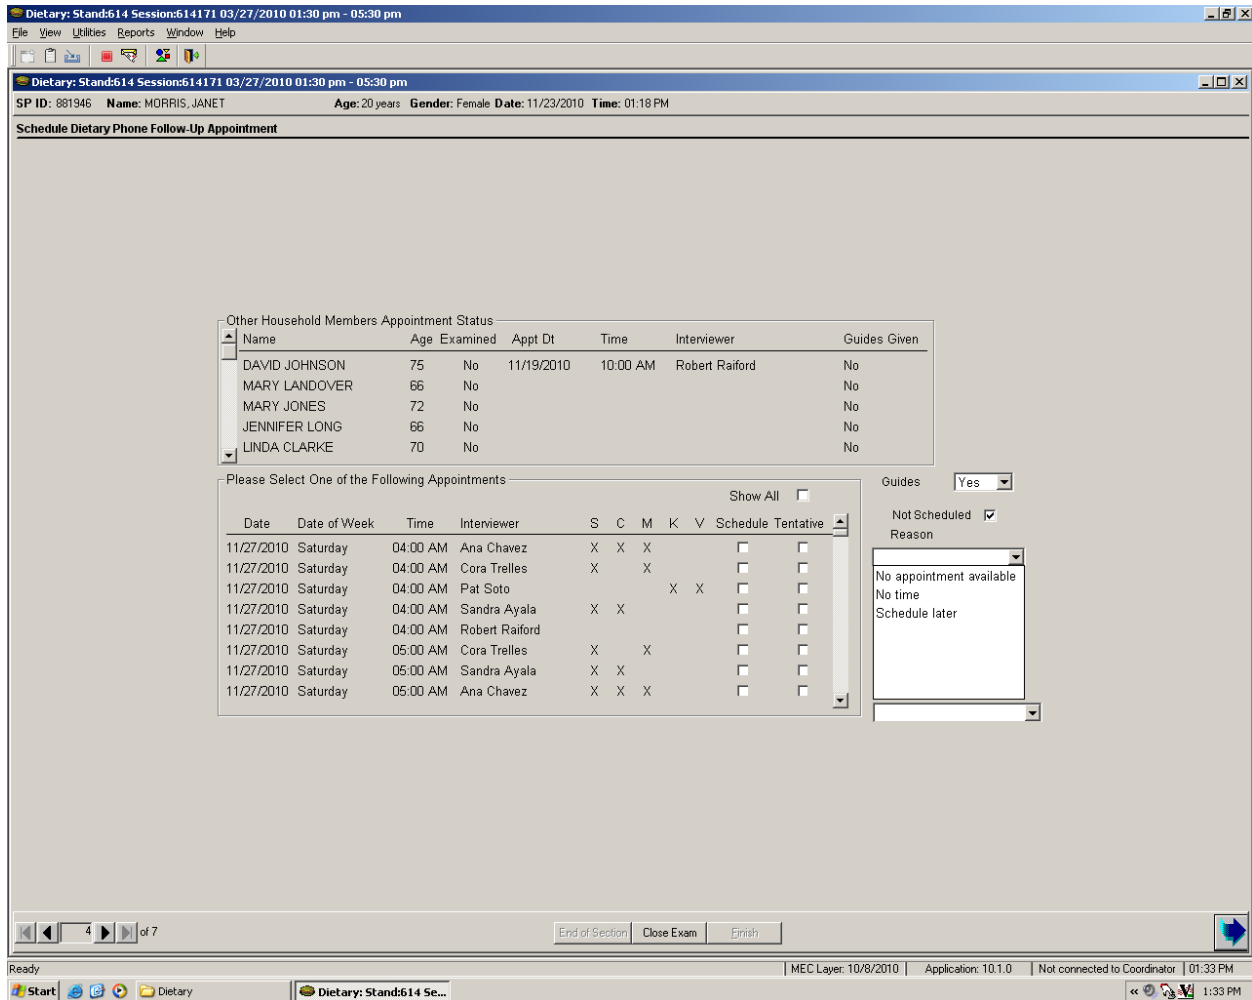 Dietary: Stand:614 Session:614171 03/27/2010 01:30 pm - 05:30 pm
File View Utilities Reports Window Help
Dietary: Stand:614 Session:614171 03/27/2010 01:30 pm - 05:30 pm
SP ID: 881946 Name: MORRIS, JANET Age: 20 years Gender: Female Date: 11/23/2010 Time: 01:18 PM
Schedule Dietary Phone Follow-Up Appointment
Other Household Members Appointment Status
Name Age Examined Appt Dt Time Interviewer Guides Given
DAVID JOHNSON 75 No 11/19/2010 10:00 AM Robert Raiford No
MARY LANDOVER 66 No No
MARY JONES 72 No No
JENNIFER LONG 66 No No
LINDA CLARKE 70 No No
Please Select One of the Following Appointments
Show All
Date Date of Week Time Interviewer S C M K V Schedule Tentative
11/27/2010 Saturday 04:00 AM Ana Chavez X X X
11/27/2010 Saturday 04:00 AM Cora Trelles X X
11/27/2010 Saturday 04:00 AM Pat Soto X X
11/27/2010 Saturday 04:00 AM Sandra Ayala X X
11/27/2010 Saturday 04:00 AM Robert Raiford
11/27/2010 Saturday 05:00 AM Cora Trelles X X
11/27/2010 Saturday 05:00 AM Sandra Ayala X X
11/27/2010 Saturday 05:00 AM Ana Chavez X X X
Guides Yes
Not Scheduled
Reason
No appointment available
No time
Schedule later
4 of 7
End of Section Close Exam Finish
Ready MEC Layer: 10/8/2010 Application: 10.1.0 Not connected to Coordinator 01:33 PM
Start Dietary Dietary: Stand:614 Se... « 1:33 PM